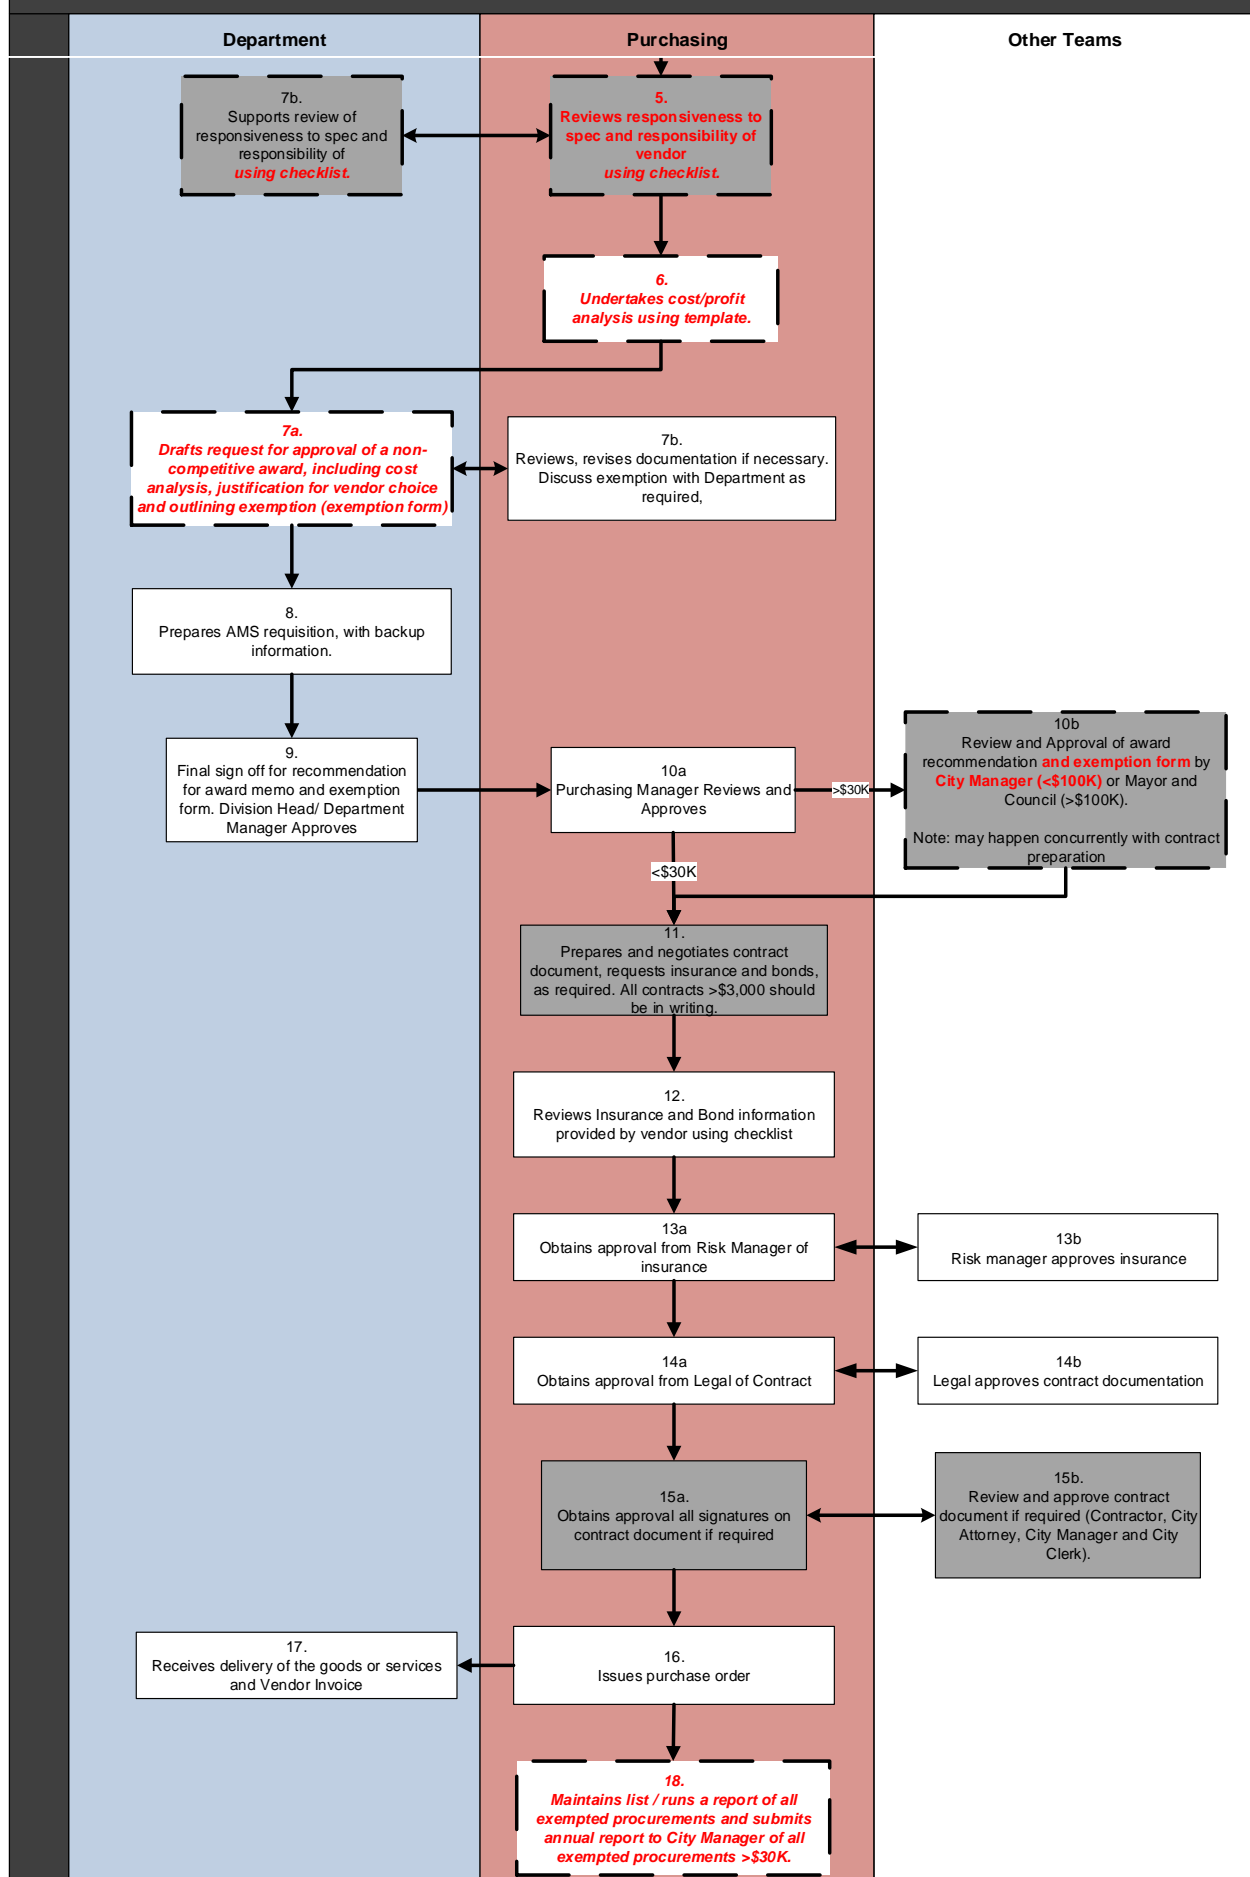 Department
Purchasing
Other Teams
7b.
Supports review of
responsiveness to spec and
responsibility of
using checklist.
5.
Reviews responsiveness to
spec and responsibility of
vendor
using checklist.
6.
Undertakes cost/profit
analysis using template.
7a.
Drafts request for approval of a non-
competitive award, including cost
analysis, justification for vendor choice
and outlining exemption (exemption form)
7b.
Reviews, revises documentation if necessary.
Discuss exemption with Department as
required,
8.
Prepares AMS requisition, with backup
information.
9.
Final sign off for recommendation
for award memo and exemption
form. Division Head/ Department
Manager Approves
10a
Purchasing Manager Reviews and
Approves
>$30K
10b
Review and Approval of award
recommendation and exemption form by
City Manager (<$100K) or Mayor and
Council (>$100K).
Note: may happen concurrently with contract
preparation
<$30K
11.
Prepares and negotiates contract
document, requests insurance and bonds,
as required. All contracts >$3,000 should
be in writing.
12.
Reviews Insurance and Bond information
provided by vendor using checklist
13a
Obtains approval from Risk Manager of
insurance
13b
Risk manager approves insurance
14a
Obtains approval from Legal of Contract
14b
Legal approves contract documentation
15a.
Obtains approval all signatures on
contract document if required
15b.
Review and approve contract
document if required (Contractor, City
Attorney, City Manager and City
Clerk).
17.
Receives delivery of the goods or services
and Vendor Invoice
16.
Issues purchase order
18.
Maintains list / runs a report of all
exempted procurements and submits
annual report to City Manager of all
exempted procurements >$30K.